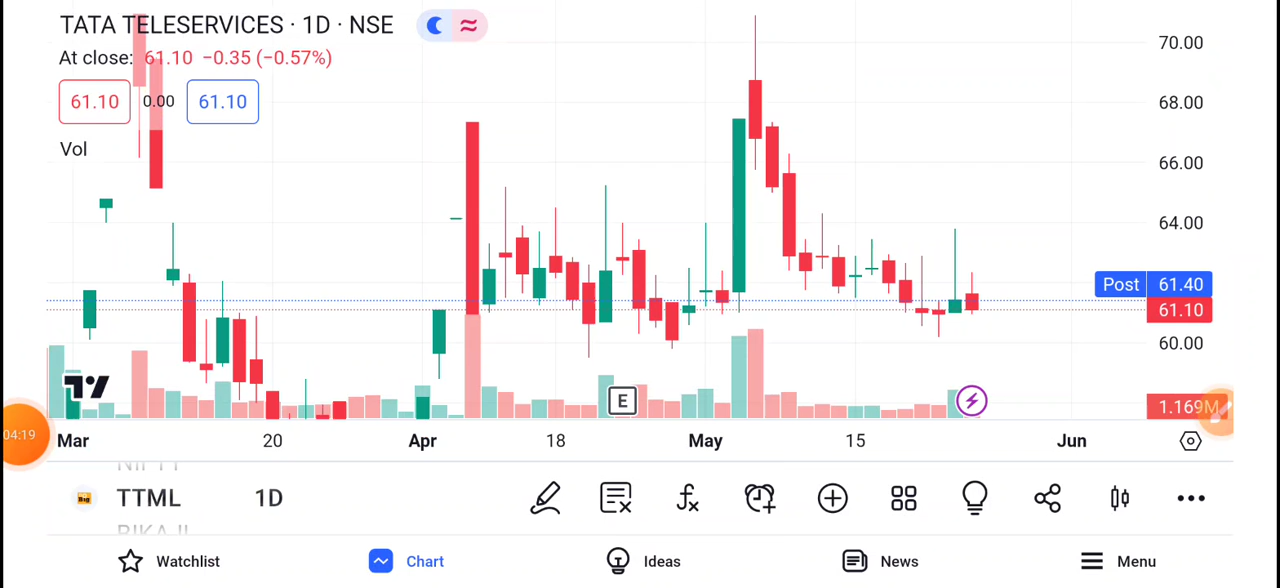 TATA TELESERVICES · 1D · NSE
At close: 61.10 −0.35 (−0.57%)
61.10 0.00 61.10
Vol
70.00
68.00
66.00
64.00
Post 61.40
61.10
60.00
1.169M
E
04:19
Mar 20 Apr 18 May 15 Jun
NIFTY
TTML 1D
BIKAJI
Watchlist Chart Ideas News Menu